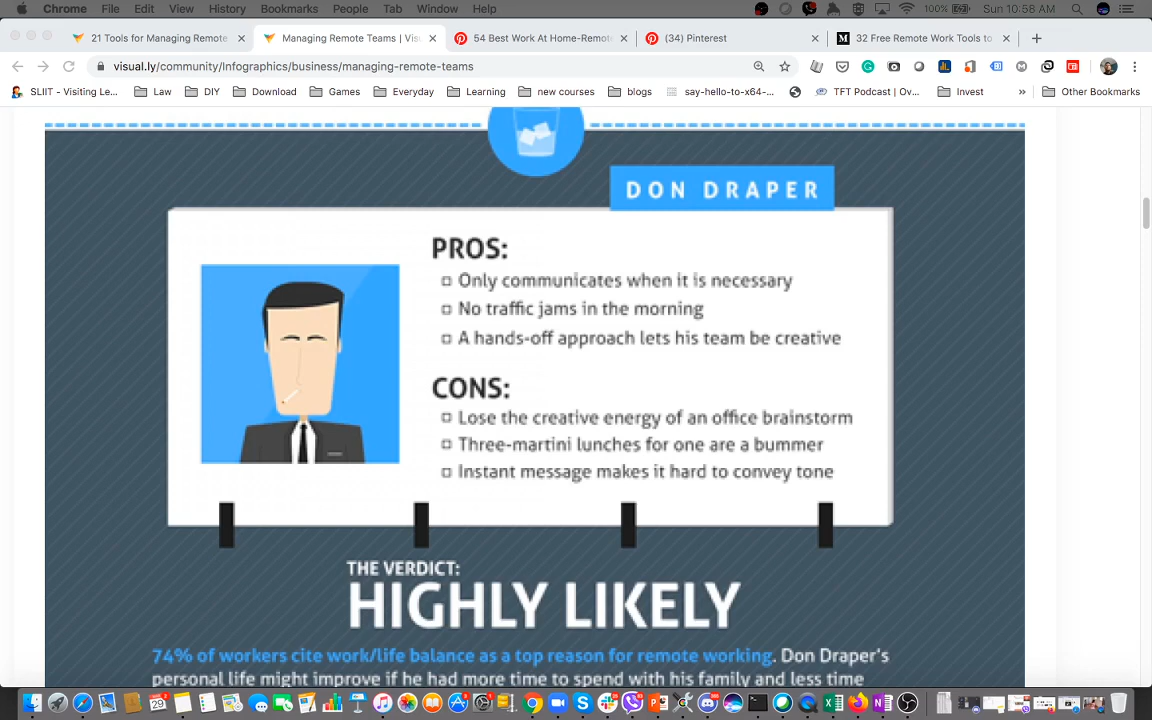 Chrome File Edit View History Bookmarks People Tab Window Help 100% Sun 10.58 AM
21 Tools for Managing Remote
Managing Remote Teams | Vis
54 Best Work At Home-Remot
(34) Pinterest
32 Free Remote Work Tools to
visual.ly/community/Infographics/business/managing-remote-teams
SLIIT - Visiting Le... Law DIY Download Games Everyday Learning new courses blogs say-hello-to-x64-... TFT Podcast | Ov... Invest » Other Bookmarks
DON DRAPER
PROS:
Only communicates when it is necessary
No traffic jams in the morning
A hands-off approach lets his team be creative
CONS:
Lose the creative energy of an office brainstorm
Three-martini lunches for one are a bummer
Instant message makes it hard to convey tone
THE VERDICT:
HIGHLY LIKELY
74% of workers cite work/life balance as a top reason for remote working. Don Draper's
personal life might improve if he had more time to spend with his family and less time